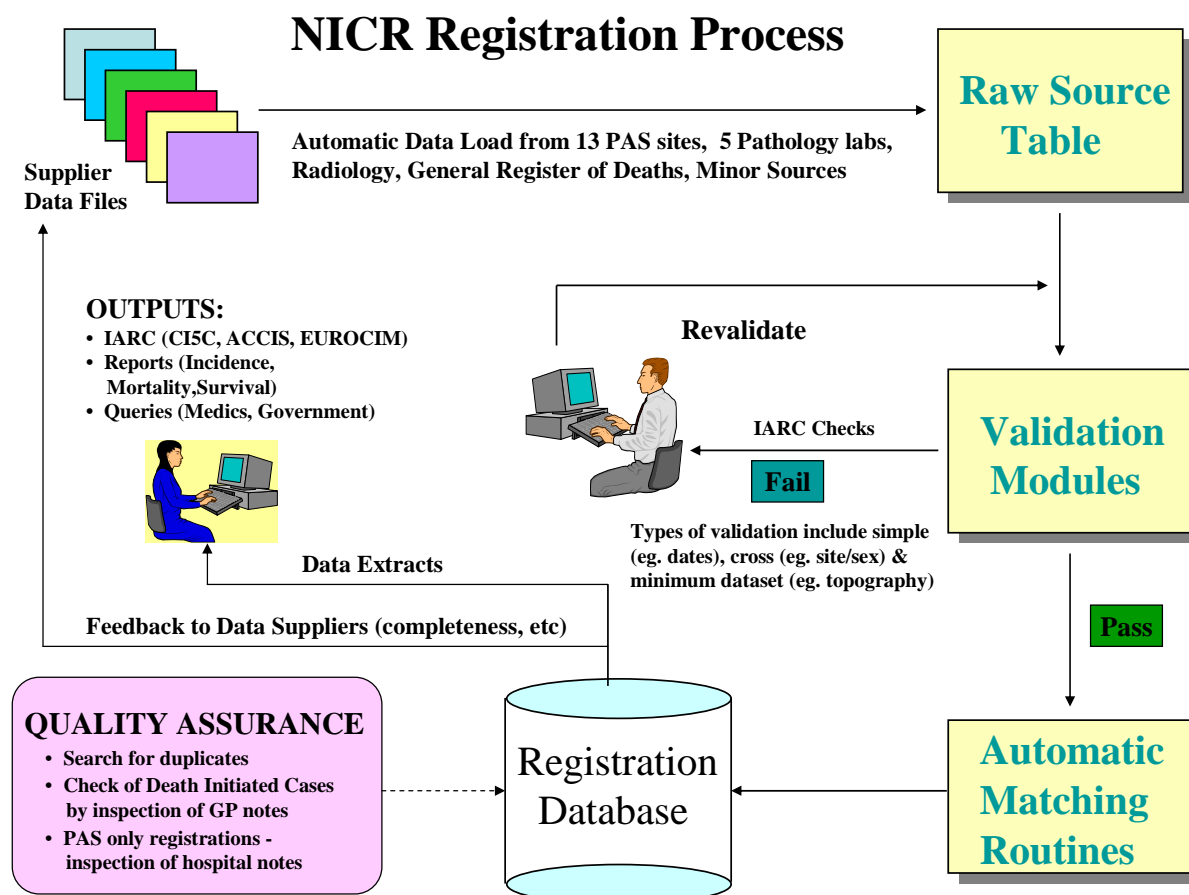 NICR Registration Process
Supplier
Data Files
Automatic Data Load from 13 PAS sites, 5 Pathology labs,
Radiology, General Register of Deaths, Minor Sources
Raw Source
Table
OUTPUTS:
• IARC (CI5C, ACCIS, EUROCIM)
• Reports (Incidence,
Mortality,Survival)
• Queries (Medics, Government)
Revalidate
IARC Checks
Fail
Types of validation include simple
(eg. dates), cross (eg. site/sex) &
minimum dataset (eg. topography)
Validation
Modules
Data Extracts
Feedback to Data Suppliers (completeness, etc)
Pass
QUALITY ASSURANCE
• Search for duplicates
• Check of Death Initiated Cases
by inspection of GP notes
• PAS only registrations -
inspection of hospital notes
Registration
Database
Automatic
Matching
Routines